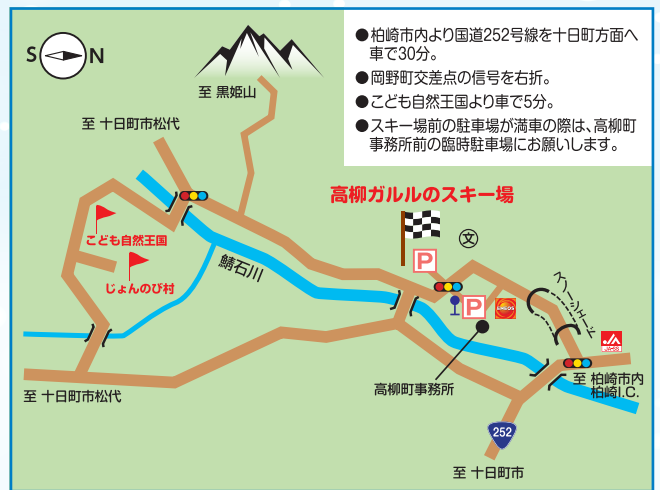 ●柏崎市内より国道252号線を十日町方面へ
車で30分。
●岡野町交差点の信号を右折。
●こども自然王国より車で5分。
●スキー場前の駐車場が満車の際は、高柳町
事務所前の臨時駐車場にお願いします。
S N
至 黒姫山
至 十日町市松代
高柳ガルルのスキー場
文
P
こども自然王国
じょんのび村
鯖石川
スノーシェード
P
ENEOS
JA-SS
高柳町事務所
至 柏崎市内
柏崎I.C.
至 十日町市松代
252
至 十日町市